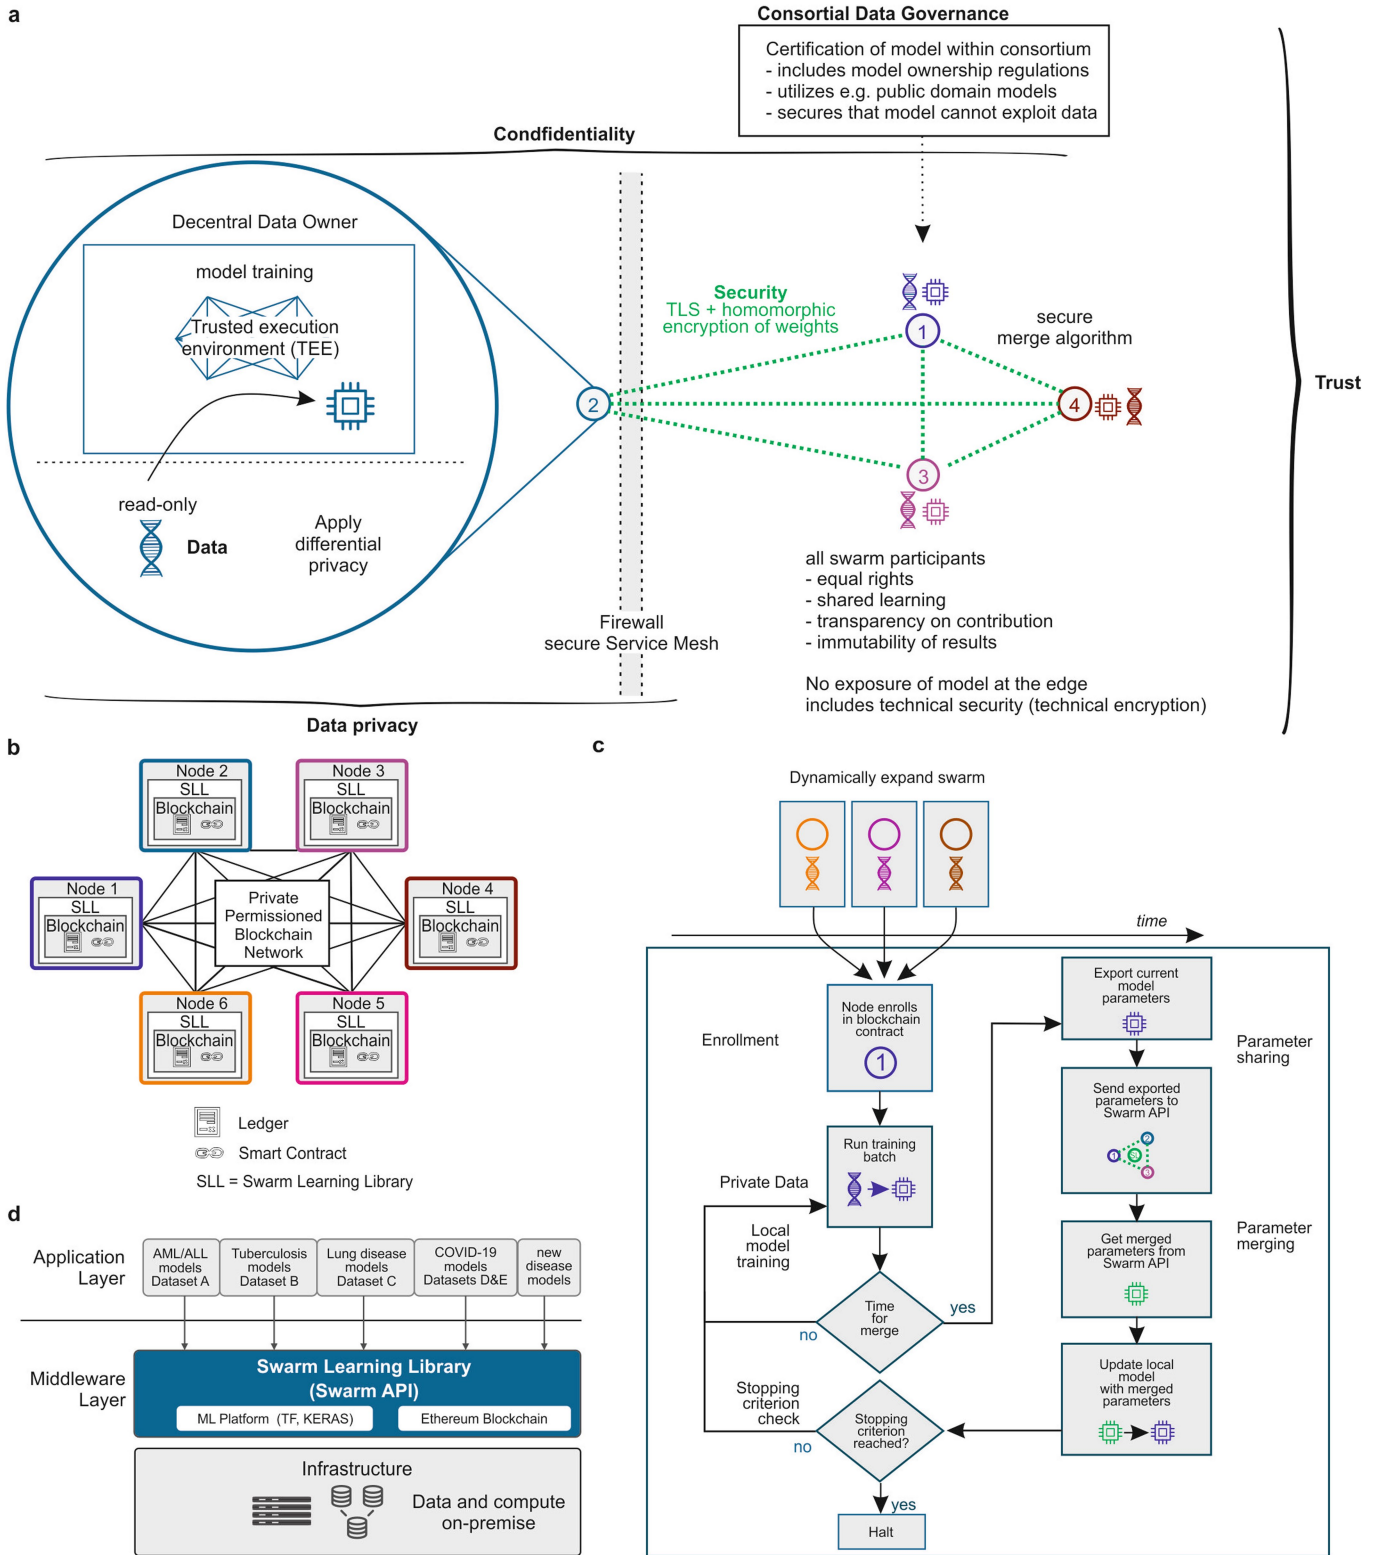 a
Consortial Data Governance
Certification of model within consortium
- includes model ownership regulations
- utilizes e.g. public domain models
- secures that model cannot exploit data
Condfidentiality
Decentral Data Owner
model training
Trusted execution
environment (TEE)
read-only
Data
Apply
differential
privacy
2
Security
TLS + homomorphic
encryption of weights
1
secure
merge algorithm
4
3
Trust
all swarm participants
- equal rights
- shared learning
- transparency on contribution
- immutability of results
No exposure of model at the edge
includes technical security (technical encryption)
Firewall
secure Service Mesh
Data privacy
b
Node 2
SLL
Blockchain
Node 3
SLL
Blockchain
Node 1
SLL
Blockchain
Private
Permissioned
Blockchain
Network
Node 4
SLL
Blockchain
Node 6
SLL
Blockchain
Node 5
SLL
Blockchain
Ledger
Smart Contract
SLL = Swarm Learning Library
c
Dynamically expand swarm
time
Enrollment
Node enrolls
in blockchain
contract
1
Private Data
Run training
batch
Local
model
training
Time
for
merge
yes
no
Stopping
criterion
check
Stopping
criterion
reached?
no
yes
Halt
Export current
model
parameters
Parameter
sharing
Send exported
parameters to
Swarm API
2
1
3
Parameter
merging
Get merged
parameters from
Swarm API
Update local
model
with merged
parameters
d
Application
Layer
AML/ALL
models
Dataset A
Tuberculosis
models
Dataset B
Lung disease
models
Dataset C
COVID-19
models
Datasets D&E
new
disease
models
Middleware
Layer
Swarm Learning Library
(Swarm API)
ML Platform (TF, KERAS)
Ethereum Blockchain
Infrastructure
Data and compute
on-premise